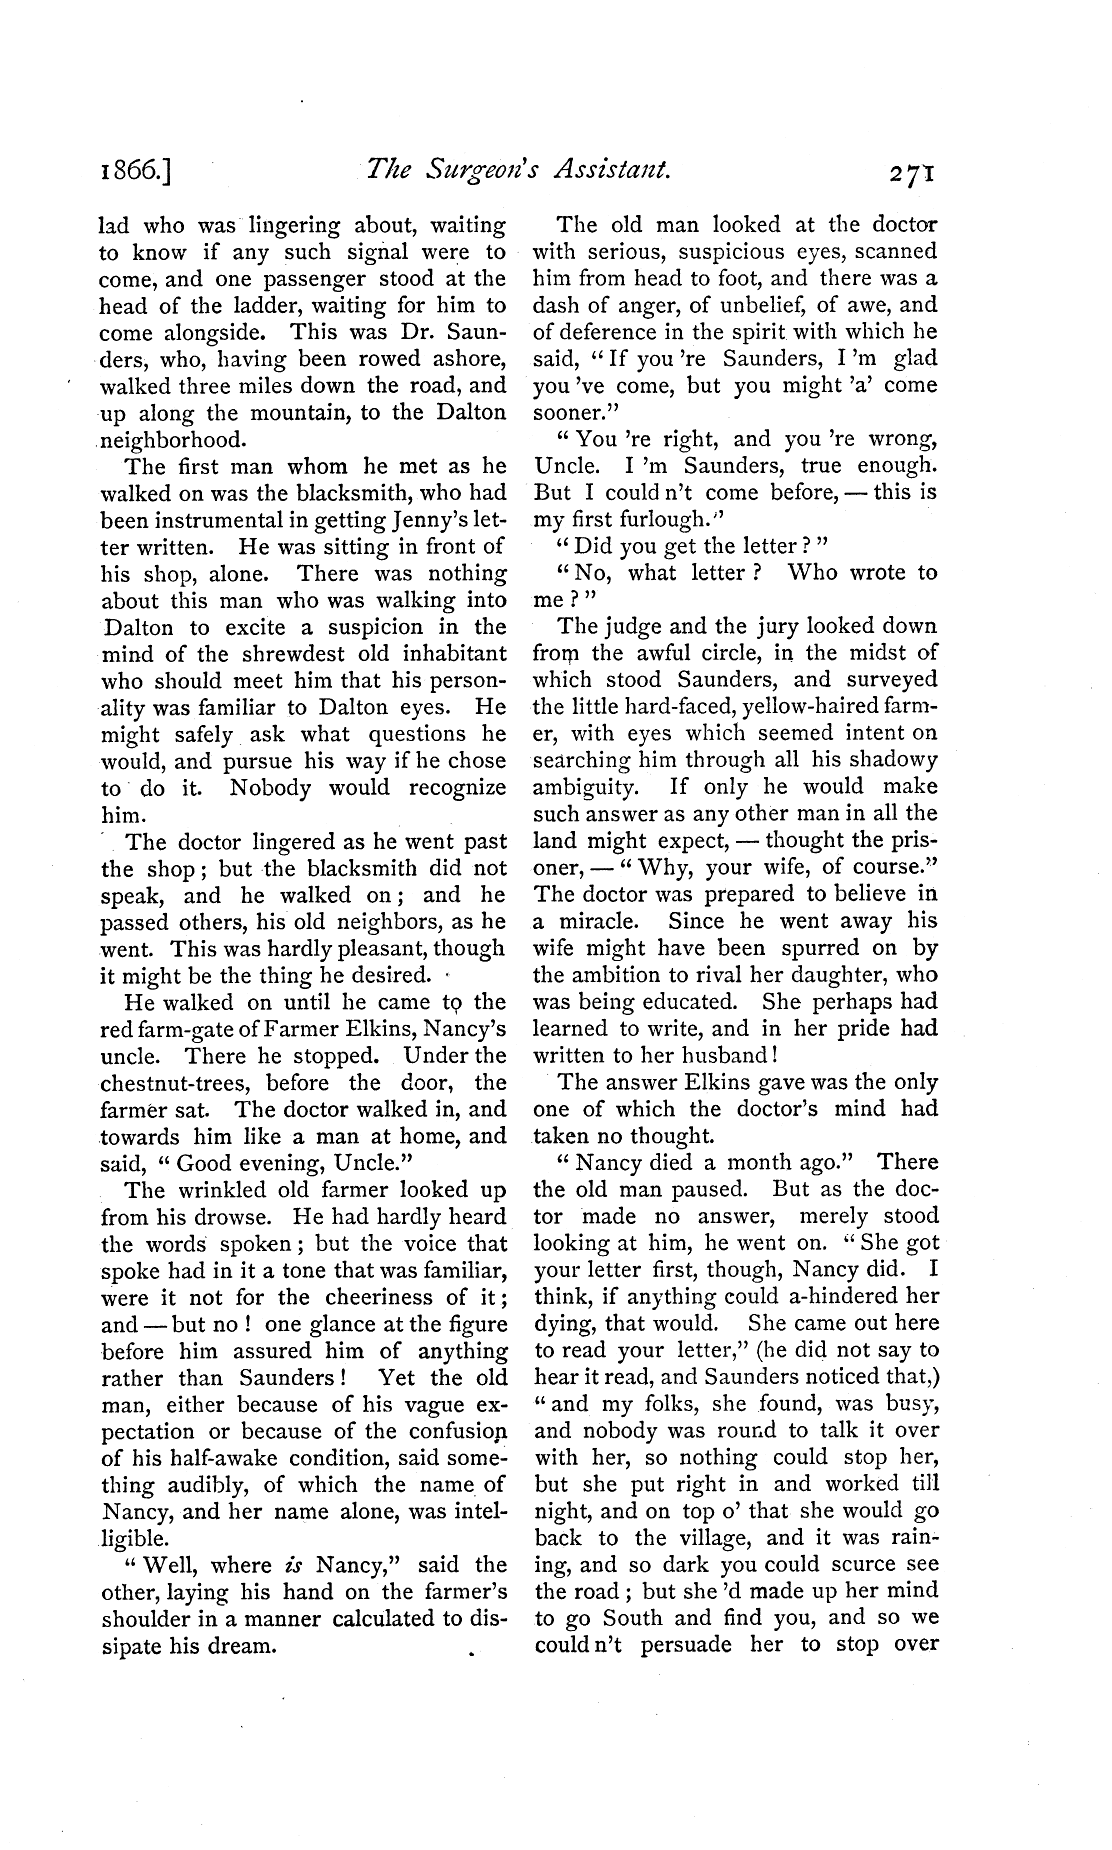 1866.] The Surgeon's Assistant. 271
lad who was lingering about, waiting
to know if any such signal were to
come, and one passenger stood at the
head of the ladder, waiting for him to
come alongside. This was Dr. Saun-
ders, who, having been rowed ashore,
walked three miles down the road, and
up along the mountain, to the Dalton
neighborhood.
The first man whom he met as he
walked on was the blacksmith, who had
been instrumental in getting Jenny's let-
ter written. He was sitting in front of
his shop, alone. There was nothing
about this man who was walking into
Dalton to excite a suspicion in the
mind of the shrewdest old inhabitant
who should meet him that his person-
ality was familiar to Dalton eyes. He
might safely ask what questions he
would, and pursue his way if he chose
to do it. Nobody would recognize
him.
The doctor lingered as he went past
the shop; but the blacksmith did not
speak, and he walked on; and he
passed others, his old neighbors, as he
went. This was hardly pleasant, though
it might be the thing he desired.
He walked on until he came to the
red farm-gate of Farmer Elkins, Nancy's
uncle. There he stopped. Under the
chestnut-trees, before the door, the
farmer sat. The doctor walked in, and
towards him like a man at home, and
said, "Good evening, Uncle."
The wrinkled old farmer looked up
from his drowse. He had hardly heard
the words spoken; but the voice that
spoke had in it a tone that was familiar,
were it not for the cheeriness of it;
and — but no! one glance at the figure
before him assured him of anything
rather than Saunders! Yet the old
man, either because of his vague ex-
pectation or because of the confusion
of his half-awake condition, said some-
thing audibly, of which the name of
Nancy, and her name alone, was intel-
ligible.
"Well, where is Nancy," said the
other, laying his hand on the farmer's
shoulder in a manner calculated to dis-
sipate his dream.
The old man looked at the doctor
with serious, suspicious eyes, scanned
him from head to foot, and there was a
dash of anger, of unbelief, of awe, and
of deference in the spirit with which he
said, "If you 're Saunders, I 'm glad
you 've come, but you might 'a' come
sooner."
"You 're right, and you 're wrong,
Uncle. I 'm Saunders, true enough.
But I could n't come before, — this is
my first furlough."
"Did you get the letter?"
"No, what letter? Who wrote to
me?"
The judge and the jury looked down
from the awful circle, in the midst of
which stood Saunders, and surveyed
the little hard-faced, yellow-haired farm-
er, with eyes which seemed intent on
searching him through all his shadowy
ambiguity. If only he would make
such answer as any other man in all the
land might expect, — thought the pris-
oner, — "Why, your wife, of course."
The doctor was prepared to believe in
a miracle. Since he went away his
wife might have been spurred on by
the ambition to rival her daughter, who
was being educated. She perhaps had
learned to write, and in her pride had
written to her husband!
The answer Elkins gave was the only
one of which the doctor's mind had
taken no thought.
"Nancy died a month ago." There
the old man paused. But as the doc-
tor made no answer, merely stood
looking at him, he went on. "She got
your letter first, though, Nancy did. I
think, if anything could a-hindered her
dying, that would. She came out here
to read your letter," (he did not say to
hear it read, and Saunders noticed that,)
"and my folks, she found, was busy,
and nobody was round to talk it over
with her, so nothing could stop her,
but she put right in and worked till
night, and on top o' that she would go
back to the village, and it was rain-
ing, and so dark you could scurce see
the road; but she 'd made up her mind
to go South and find you, and so we
could n't persuade her to stop over